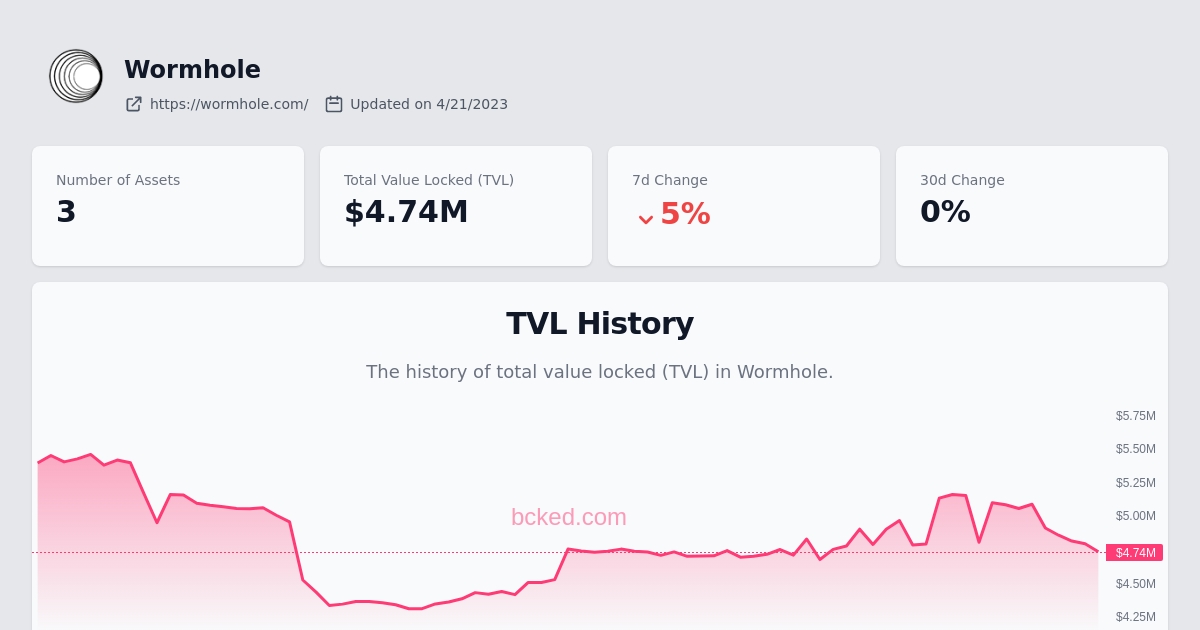 Wormhole
https://wormhole.com/ Updated on 4/21/2023
Number of Assets
3
Total Value Locked (TVL)
$4.74M
7d Change
5%
30d Change
0%
TVL History
The history of total value locked (TVL) in Wormhole.
$5.75M
$5.50M
$5.25M
$5.00M
bcked.com
$4.74M
$4.50M
$4.25M